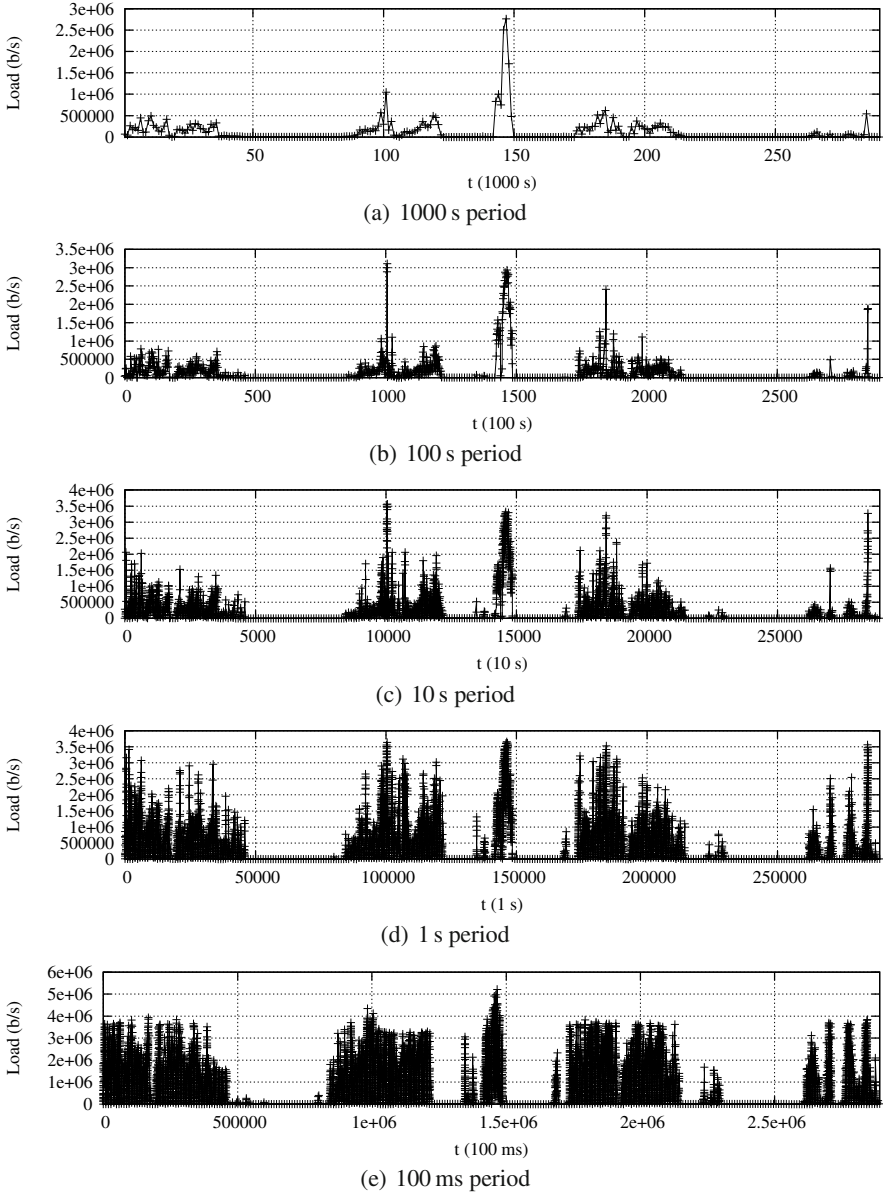 3e+06
2.5e+06
2e+06
1.5e+06
1e+06
500000
0
Load (b/s)
50 100 150 200 250
t (1000 s)
(a) 1000 s period
3.5e+06
3e+06
2.5e+06
2e+06
1.5e+06
1e+06
500000
0
Load (b/s)
0 500 1000 1500 2000 2500
t (100 s)
(b) 100 s period
4e+06
3.5e+06
3e+06
2.5e+06
2e+06
1.5e+06
1e+06
500000
0
Load (b/s)
0 5000 10000 15000 20000 25000
t (10 s)
(c) 10 s period
4e+06
3.5e+06
3e+06
2.5e+06
2e+06
1.5e+06
1e+06
500000
0
Load (b/s)
0 50000 100000 150000 200000 250000
t (1 s)
(d) 1 s period
6e+06
5e+06
4e+06
3e+06
2e+06
1e+06
0
Load (b/s)
0 500000 1e+06 1.5e+06 2e+06 2.5e+06
t (100 ms)
(e) 100 ms period